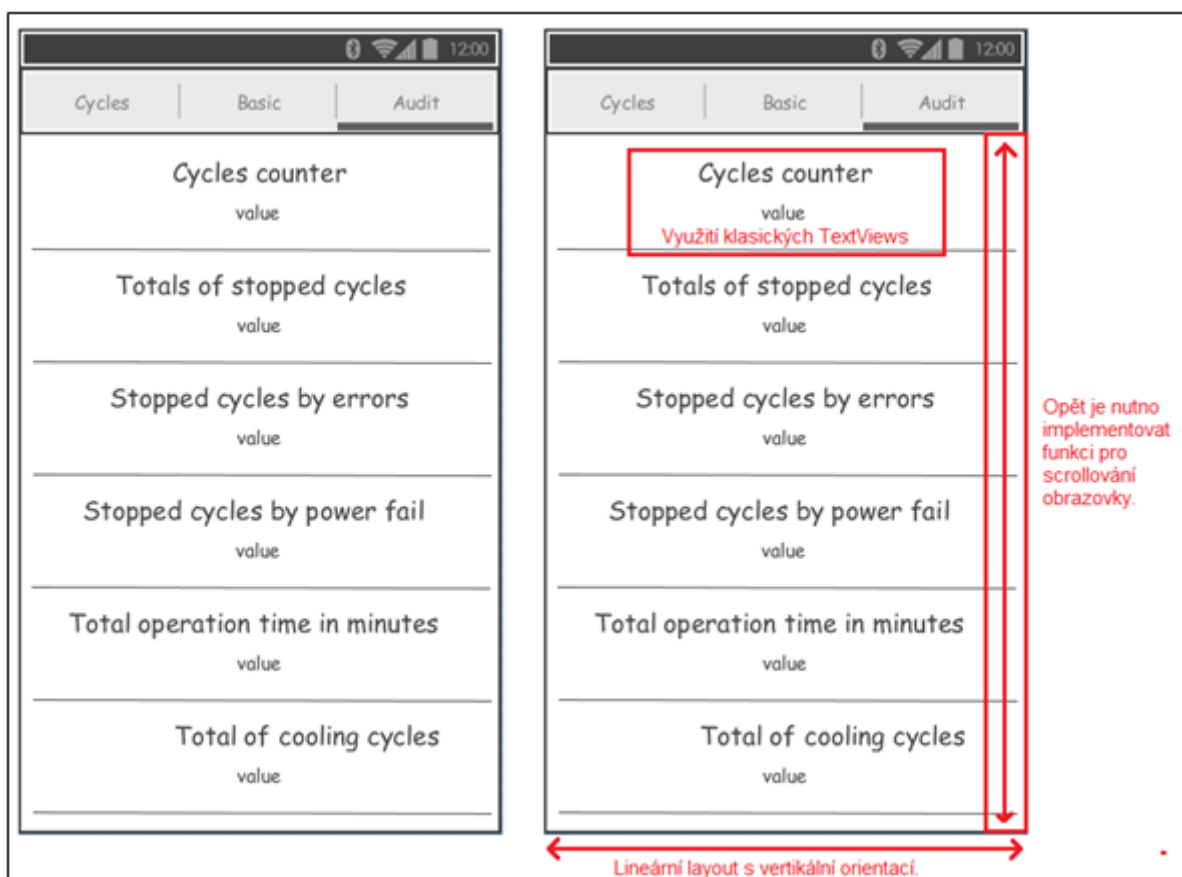 12:00
Cycles Basic Audit
Cycles counter
value
Totals of stopped cycles
value
Stopped cycles by errors
value
Stopped cycles by power fail
value
Total operation time in minutes
value
Total of cooling cycles
value
12:00
Cycles Basic Audit
Cycles counter
value
Využití klasických TextViews
Totals of stopped cycles
value
Stopped cycles by errors
value
Stopped cycles by power fail
value
Total operation time in minutes
value
Total of cooling cycles
value
Opět je nutno
implementovat
funkci pro
scrollování
obrazovky.
Lineární layout s vertikální orientací.